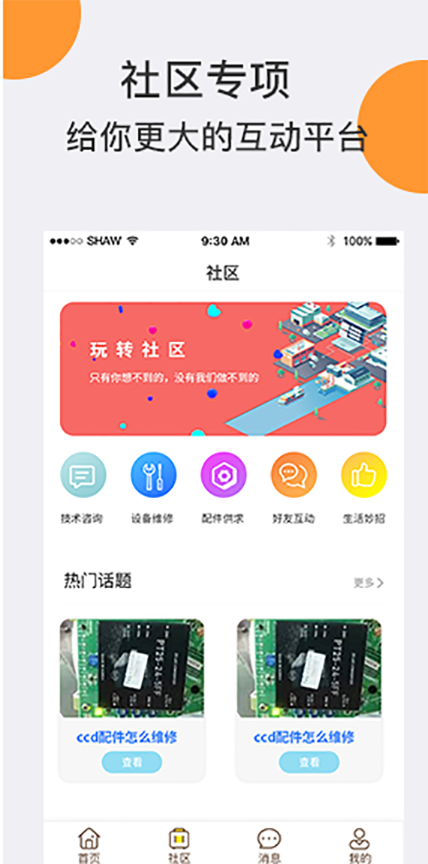 社区专项
给你更大的互动平台
SHAW 9:30 AM 100%
社区
玩转社区
只有你想不到的，没有我们做不到的
技术咨询 设备维修 配件供求 好友互动 生活妙招
热门话题 更多
PT25-24-5FF PT25-24-5FF
ccd配件怎么维修 ccd配件怎么维修
查看 查看
首页 社区 消息 我的